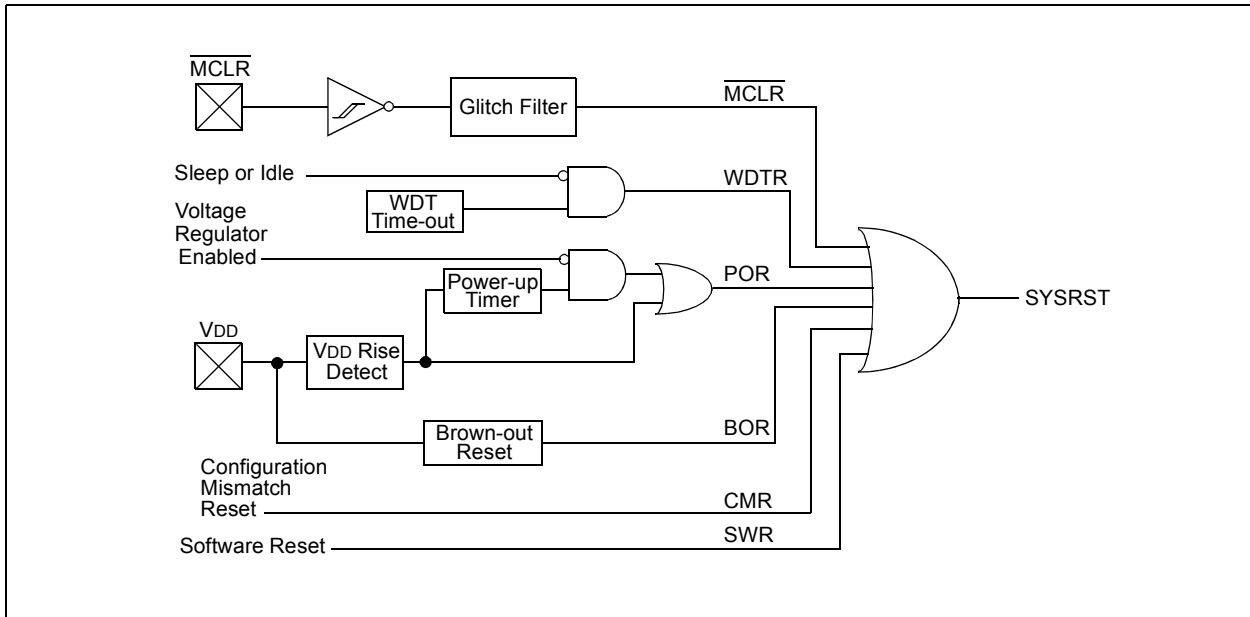 MCLR
Glitch Filter
MCLR
Sleep or Idle
WDT
Time-out
WDTR
Voltage
Regulator
Enabled
Power-up
Timer
POR
SYSRST
VDD
VDD Rise
Detect
Brown-out
Reset
BOR
Configuration
Mismatch
Reset
CMR
Software Reset
SWR